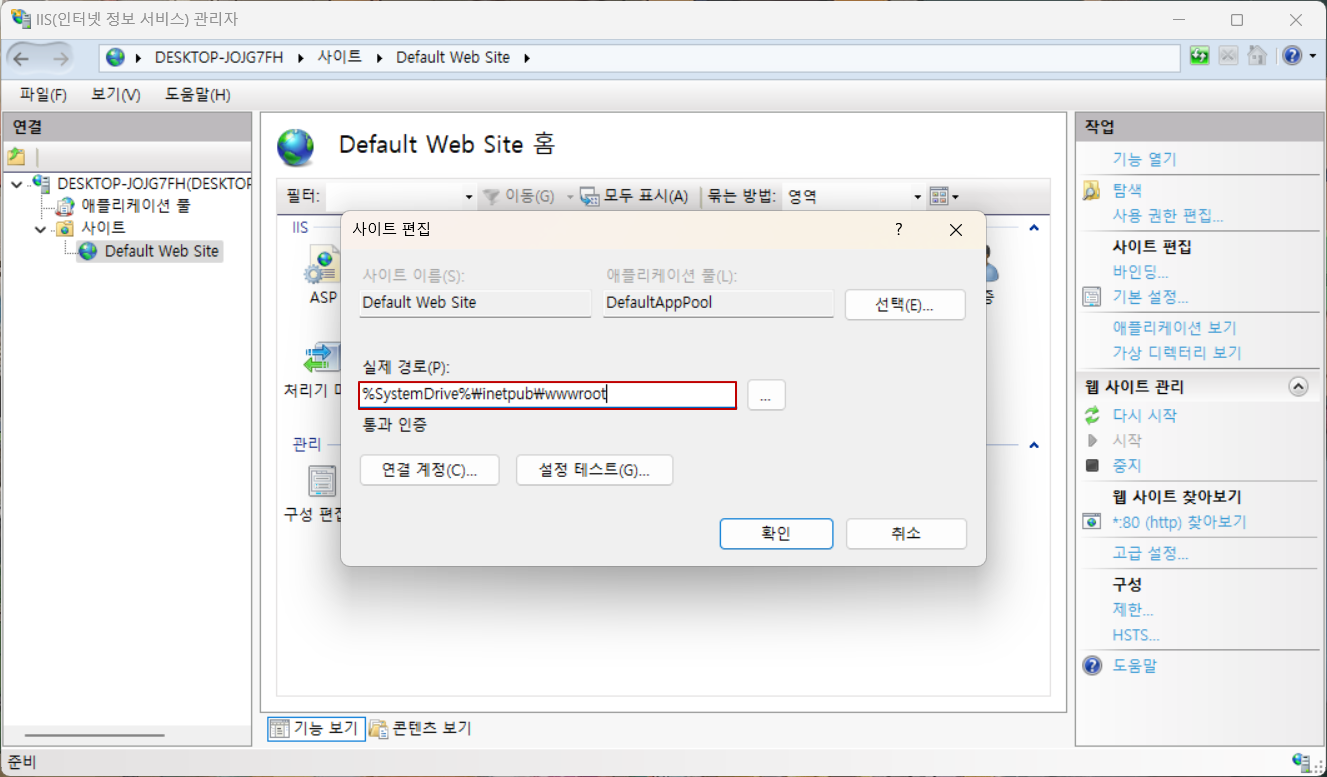 IIS(인터넷 정보 서비스) 관리자
DESKTOP-JOJG7FH
사이트
Default Web Site
파일(F)
보기(V)
도움말(H)
연결
DESKTOP-JOJG7FH(DESKTOP
애플리케이션 풀
사이트
Default Web Site
Default Web Site 홈
필터:
이동(G)
모두 표시(A)
묶는 방법:
영역
IIS
ASP
처리기
관리
구성 편집
사이트 편집
?
사이트 이름(S):
애플리케이션 풀(L):
Default Web Site
DefaultAppPool
선택(E)...
실제 경로(P):
%SystemDrive%₩inetpub₩wwwroot
...
통과 인증
연결 계정(C)...
설정 테스트(G)...
확인
취소
기능 보기
콘텐츠 보기
작업
기능 열기
탐색
사용 권한 편집...
사이트 편집
바인딩...
기본 설정...
애플리케이션 보기
가상 디렉터리 보기
웹 사이트 관리
다시 시작
시작
중지
웹 사이트 찾아보기
*:80 (http) 찾아보기
고급 설정...
구성
제한...
HSTS...
도움말
준비